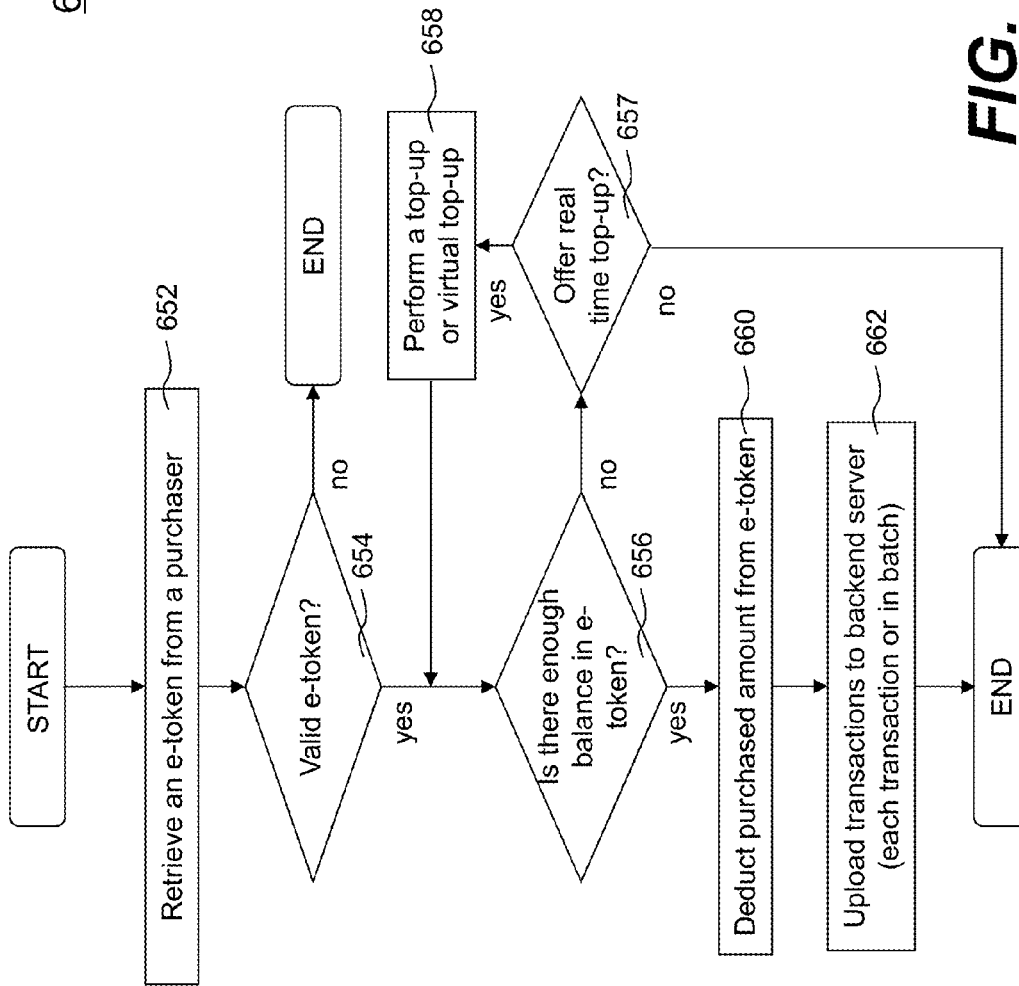 6
START
Retrieve an e-token from a purchaser
652
Valid e-token?
654
no
END
yes
Perform a top-up
or virtual top-up
658
yes
Is there enough
balance in e-
token?
656
no
Offer real
time top-up?
657
no
yes
Deduct purchased amount from e-token
660
Upload transactions to backend server
(each transaction or in batch)
662
END
FIG.